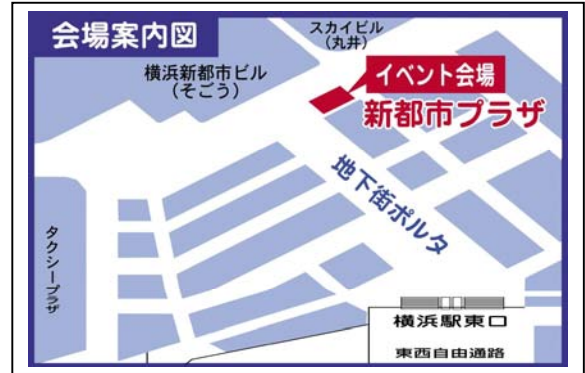 会場案内図
スカイビル
(丸井)
横浜新都市ビル
(そごう)
イベント会場
新都市プラザ
地下街ポルタ
タクシープラザ
横浜駅東口
東西自由通路